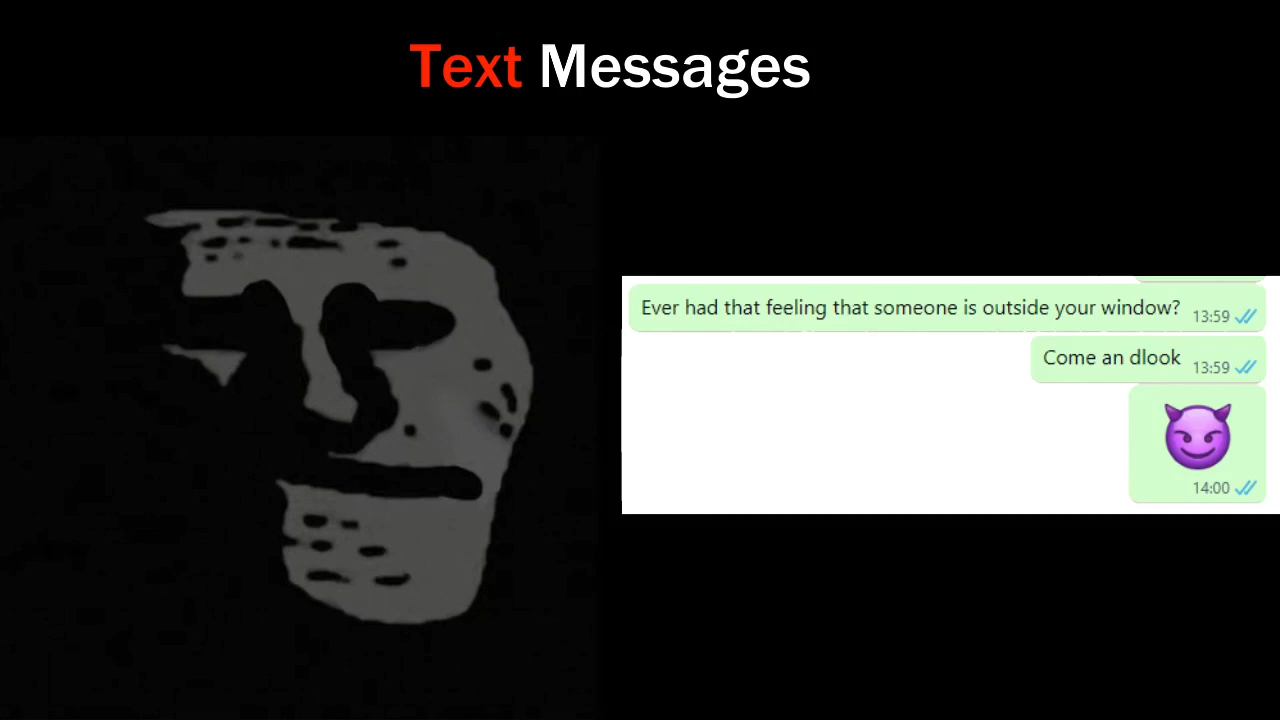 Text Messages
Ever had that feeling that someone is outside your window? 13:59
Come an dlook 13:59
😈
14:00